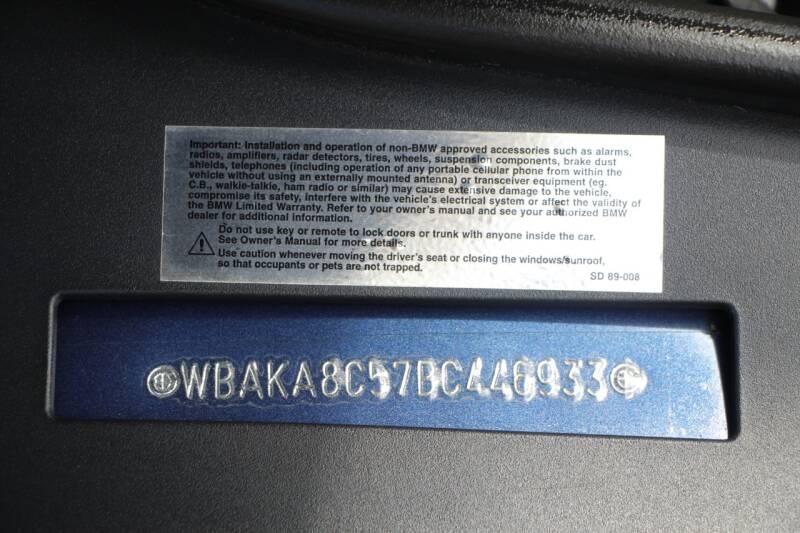 Important: Installation and operation of non-BMW approved accessories such as alarms,
radios, amplifiers, radar detectors, tires, wheels, suspension components, brake dust
shields, telephones (including operation of any portable cellular phone from within the
vehicle without using an externally mounted antenna) or transceiver equipment (eg.
C.B., walkie-talkie, ham radio or similar) may cause extensive damage to the vehicle,
compromise its safety, interfere with the vehicle's electrical system or affect the validity of
the BMW Limited Warranty. Refer to your owner's manual and see your authorized BMW
dealer for additional information.
Do not use key or remote to lock doors or trunk with anyone inside the car.
See Owner's Manual for more details.
Use caution whenever moving the driver's seat or closing the windows/sunroof,
so that occupants or pets are not trapped.
SD 89-008
WBAKA8C57BC446933